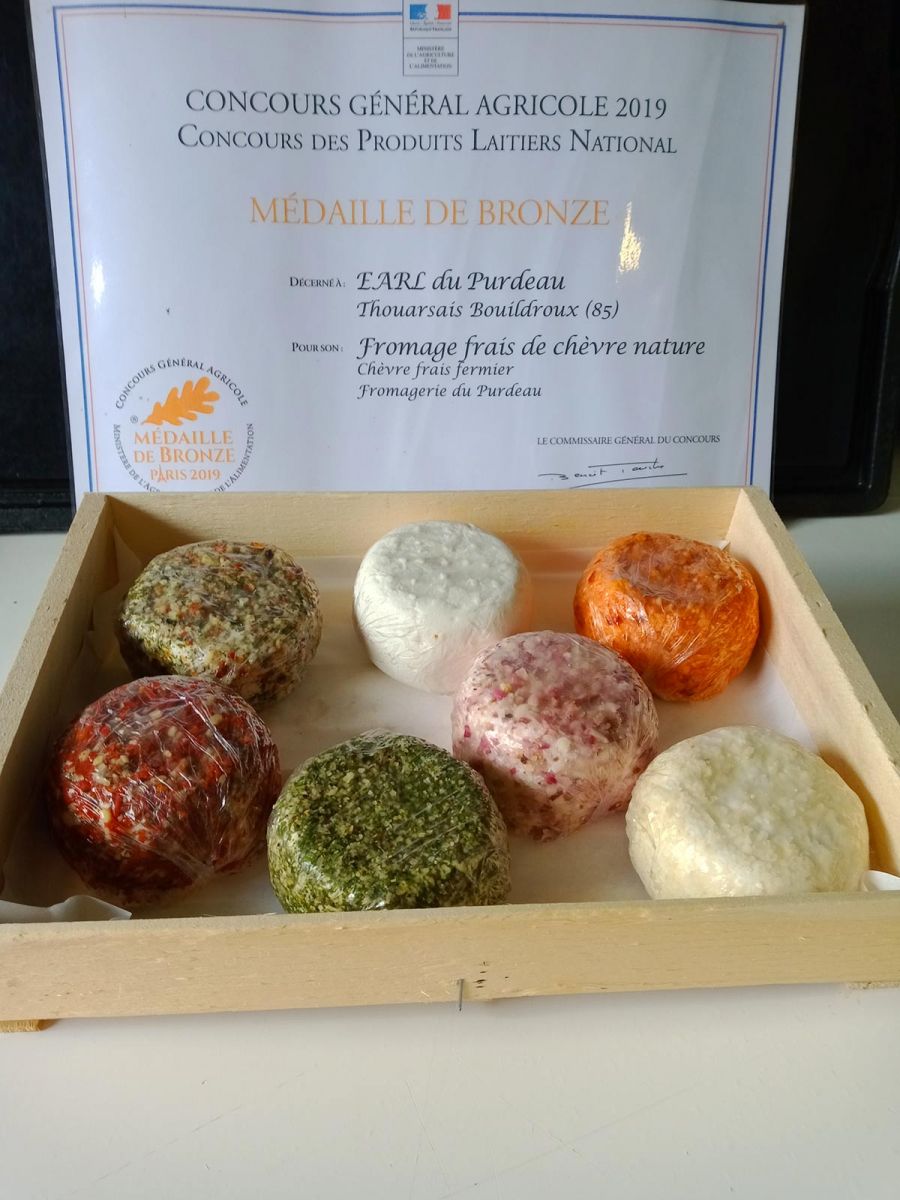 RÉPUBLIQUE FRANÇAISE
MINISTÈRE
DE L'AGRICULTURE
ET DE
L'ALIMENTATION
CONCOURS GÉNÉRAL AGRICOLE 2019
CONCOURS DES PRODUITS LAITIERS NATIONAL
MÉDAILLE DE BRONZE
DÉCERNÉ À : EARL du Purdeau
Thouarsais Bouildroux (85)
POUR SON : Fromage frais de chèvre nature
Chèvre frais fermier
Fromagerie du Purdeau
CONCOURS GÉNÉRAL AGRICOLE
®
MÉDAILLE
DE BRONZE
PARIS 2019
LE COMMISSAIRE GÉNÉRAL DU CONCOURS